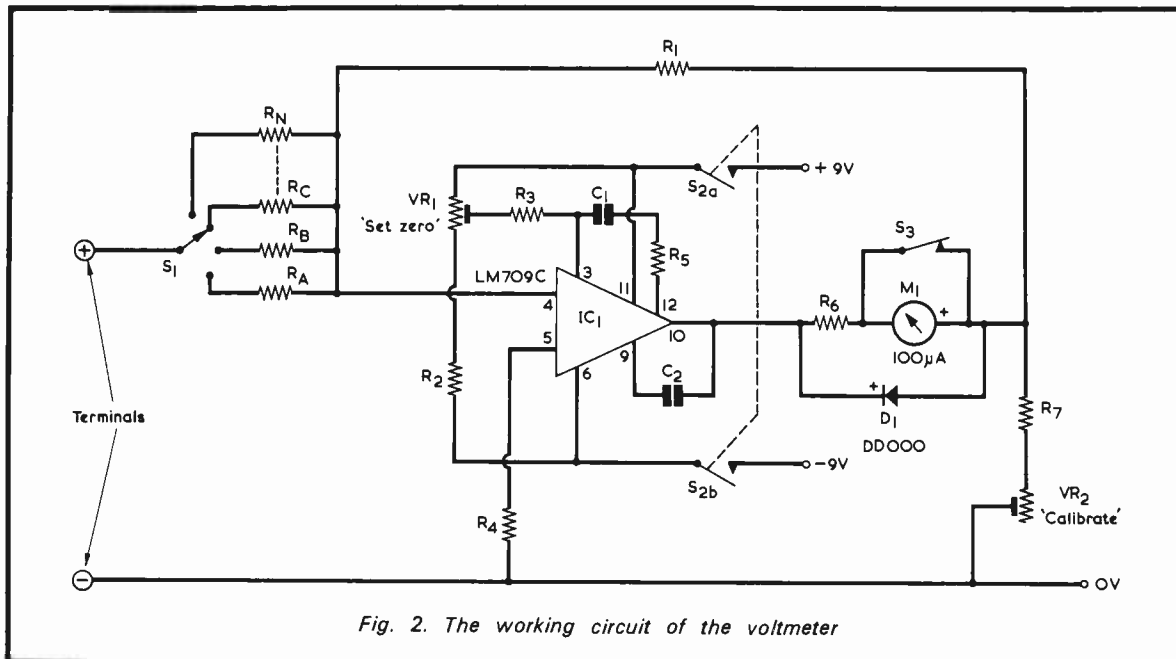 R1
RN
RC
RB
RA
S1
+
Terminals
−
VR1
'Set zero'
R3
C1
R5
S2a
+9V
LM709C
3
11
12
4
IC1
10
5
9
6
C2
R2
R4
S2b
-9V
S3
R6
M1
+
100µA
+
D1
DD000
R7
VR2
'Calibrate'
0V
Fig. 2. The working circuit of the voltmeter